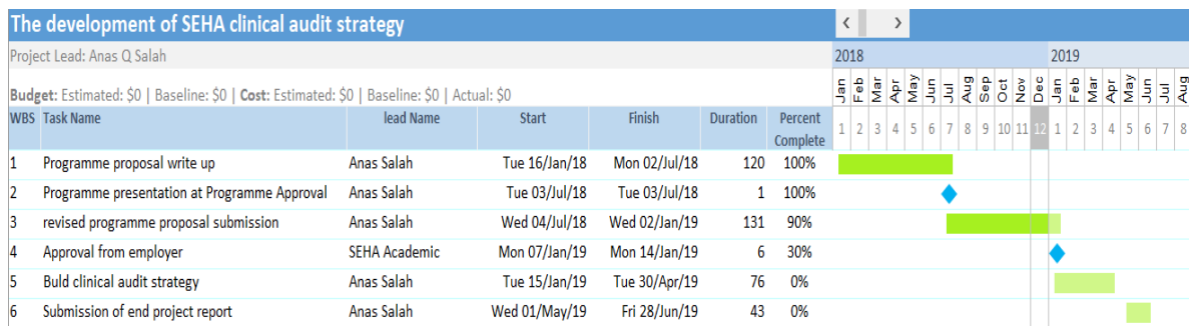 The development of SEHA clinical audit strategy
< >
Project Lead: Anas Q Salah
2018 2019
Budget: Estimated: $0 | Baseline: $0 | Cost: Estimated: $0 | Baseline: $0 | Actual: $0
Jan Feb Mar Apr May Jun Jul Aug Sep Oct Nov Dec Jan Feb Mar Apr May Jun Jul Aug
WBS Task Name lead Name Start Finish Duration Percent Complete
1 2 3 4 5 6 7 8 9 10 11 12 1 2 3 4 5 6 7 8
1 Programme proposal write up Anas Salah Tue 16/Jan/18 Mon 02/Jul/18 120 100%
2 Programme presentation at Programme Approval Anas Salah Tue 03/Jul/18 Tue 03/Jul/18 1 100%
3 revised programme proposal submission Anas Salah Wed 04/Jul/18 Wed 02/Jan/19 131 90%
4 Approval from employer SEHA Academic Mon 07/Jan/19 Mon 14/Jan/19 6 30%
5 Buld clinical audit strategy Anas Salah Tue 15/Jan/19 Tue 30/Apr/19 76 0%
6 Submission of end project report Anas Salah Wed 01/May/19 Fri 28/Jun/19 43 0%